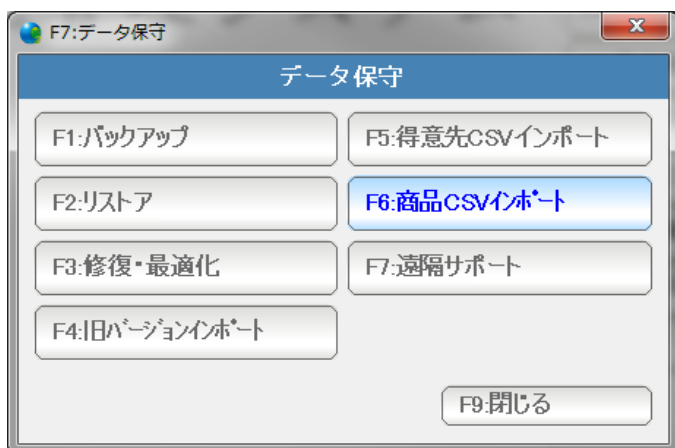 F7:データ保守
データ保守
F1:バックアップ
F2:リストア
F3:修復・最適化
F4:旧ﾊﾞｰｼﾞｮﾝｲﾝﾎﾟｰﾄ
F5:得意先CSVインポート
F6:商品CSVｲﾝﾎﾟｰﾄ
F7:遠隔サポート
F9:閉じる